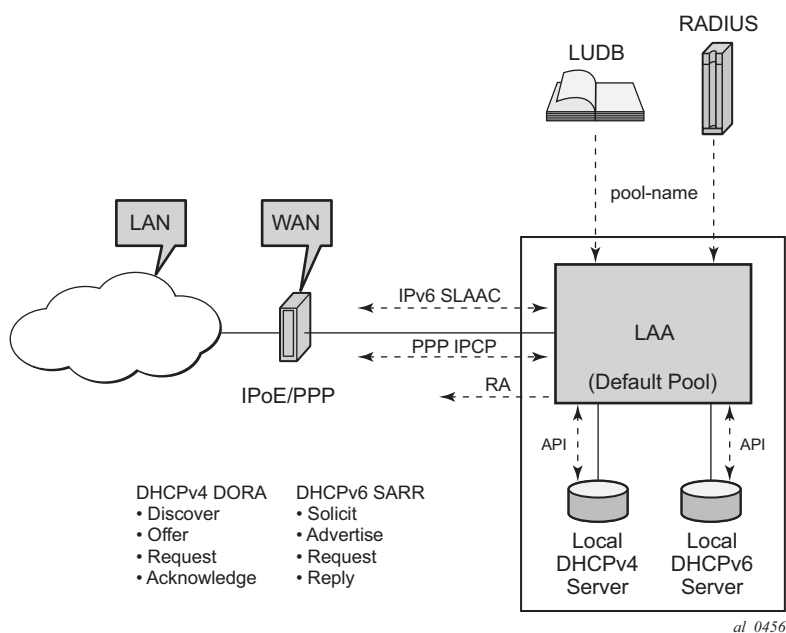 RADIUS
LUDB
pool-name
LAN
WAN
IPv6 SLAAC
LAA
PPP IPCP
(Default Pool)
RA
IPoE/PPP
API
API
DHCPv4 DORA
• Discover
• Offer
• Request
• Acknowledge
DHCPv6 SARR
• Solicit
• Advertise
• Request
• Reply
Local
DHCPv4
Server
Local
DHCPv6
Server
al_0456